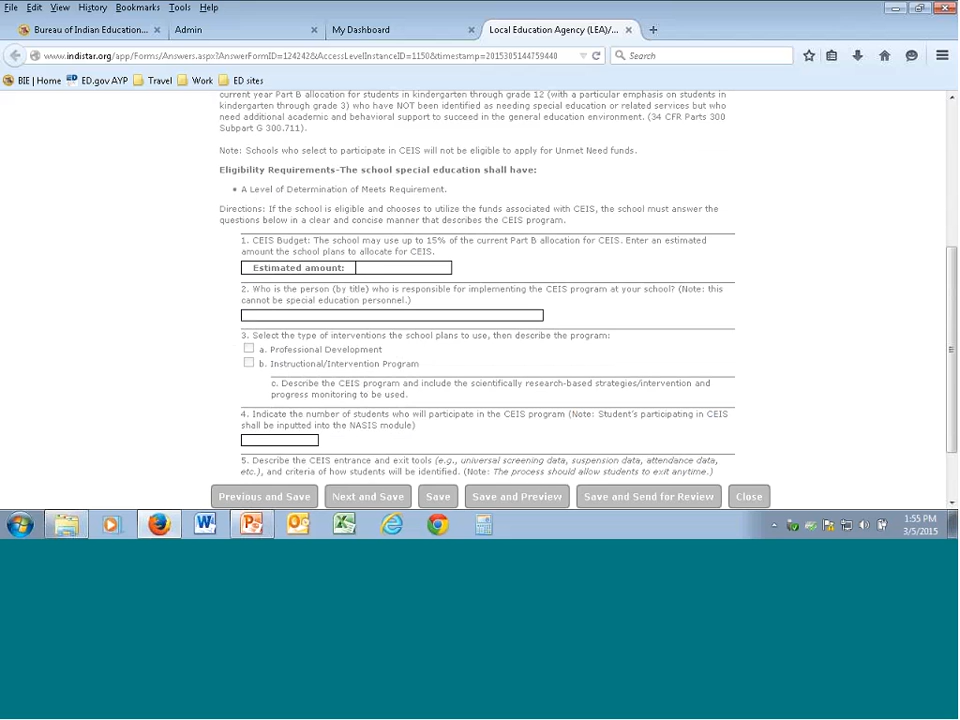 File Edit View History Bookmarks Tools Help
Bureau of Indian Education... × Admin × My Dashboard × Local Education Agency (LEA)/... × +
www.indistar.org/app/Forms/Answers.aspx?AnswerFormID=124242&AccessLevelInstanceID=1150&timestamp=2015305144759440 Search
BIE | Home ED.gov AYP Travel Work ED sites
current year Part B allocation for students in kindergarten through grade 12 (with a particular emphasis on students in
kindergarten through grade 3) who have NOT been identified as needing special education or related services but who
need additional academic and behavioral support to succeed in the general education environment. (34 CFR Parts 300
Subpart G 300.711).
Note: Schools who select to participate in CEIS will not be eligible to apply for Unmet Need funds.
Eligibility Requirements-The school special education shall have:
• A Level of Determination of Meets Requirement.
Directions: If the school is eligible and chooses to utilize the funds associated with CEIS, the school must answer the
questions below in a clear and concise manner that describes the CEIS program.
1. CEIS Budget: The school may use up to 15% of the current Part B allocation for CEIS. Enter an estimated
amount the school plans to allocate for CEIS.
Estimated amount:
2. Who is the person (by title) who is responsible for implementing the CEIS program at your school? (Note: this
cannot be special education personnel.)
3. Select the type of interventions the school plans to use, then describe the program:
a. Professional Development
b. Instructional/Intervention Program
c. Describe the CEIS program and include the scientifically research-based strategies/intervention and
progress monitoring to be used.
4. Indicate the number of students who will participate in the CEIS program (Note: Student's participating in CEIS
shall be inputted into the NASIS module)
5. Describe the CEIS entrance and exit tools (e.g., universal screening data, suspension data, attendance data,
etc.), and criteria of how students will be identified. (Note: The process should allow students to exit anytime.)
Previous and Save Next and Save Save Save and Preview Save and Send for Review Close
1:55 PM
3/5/2015